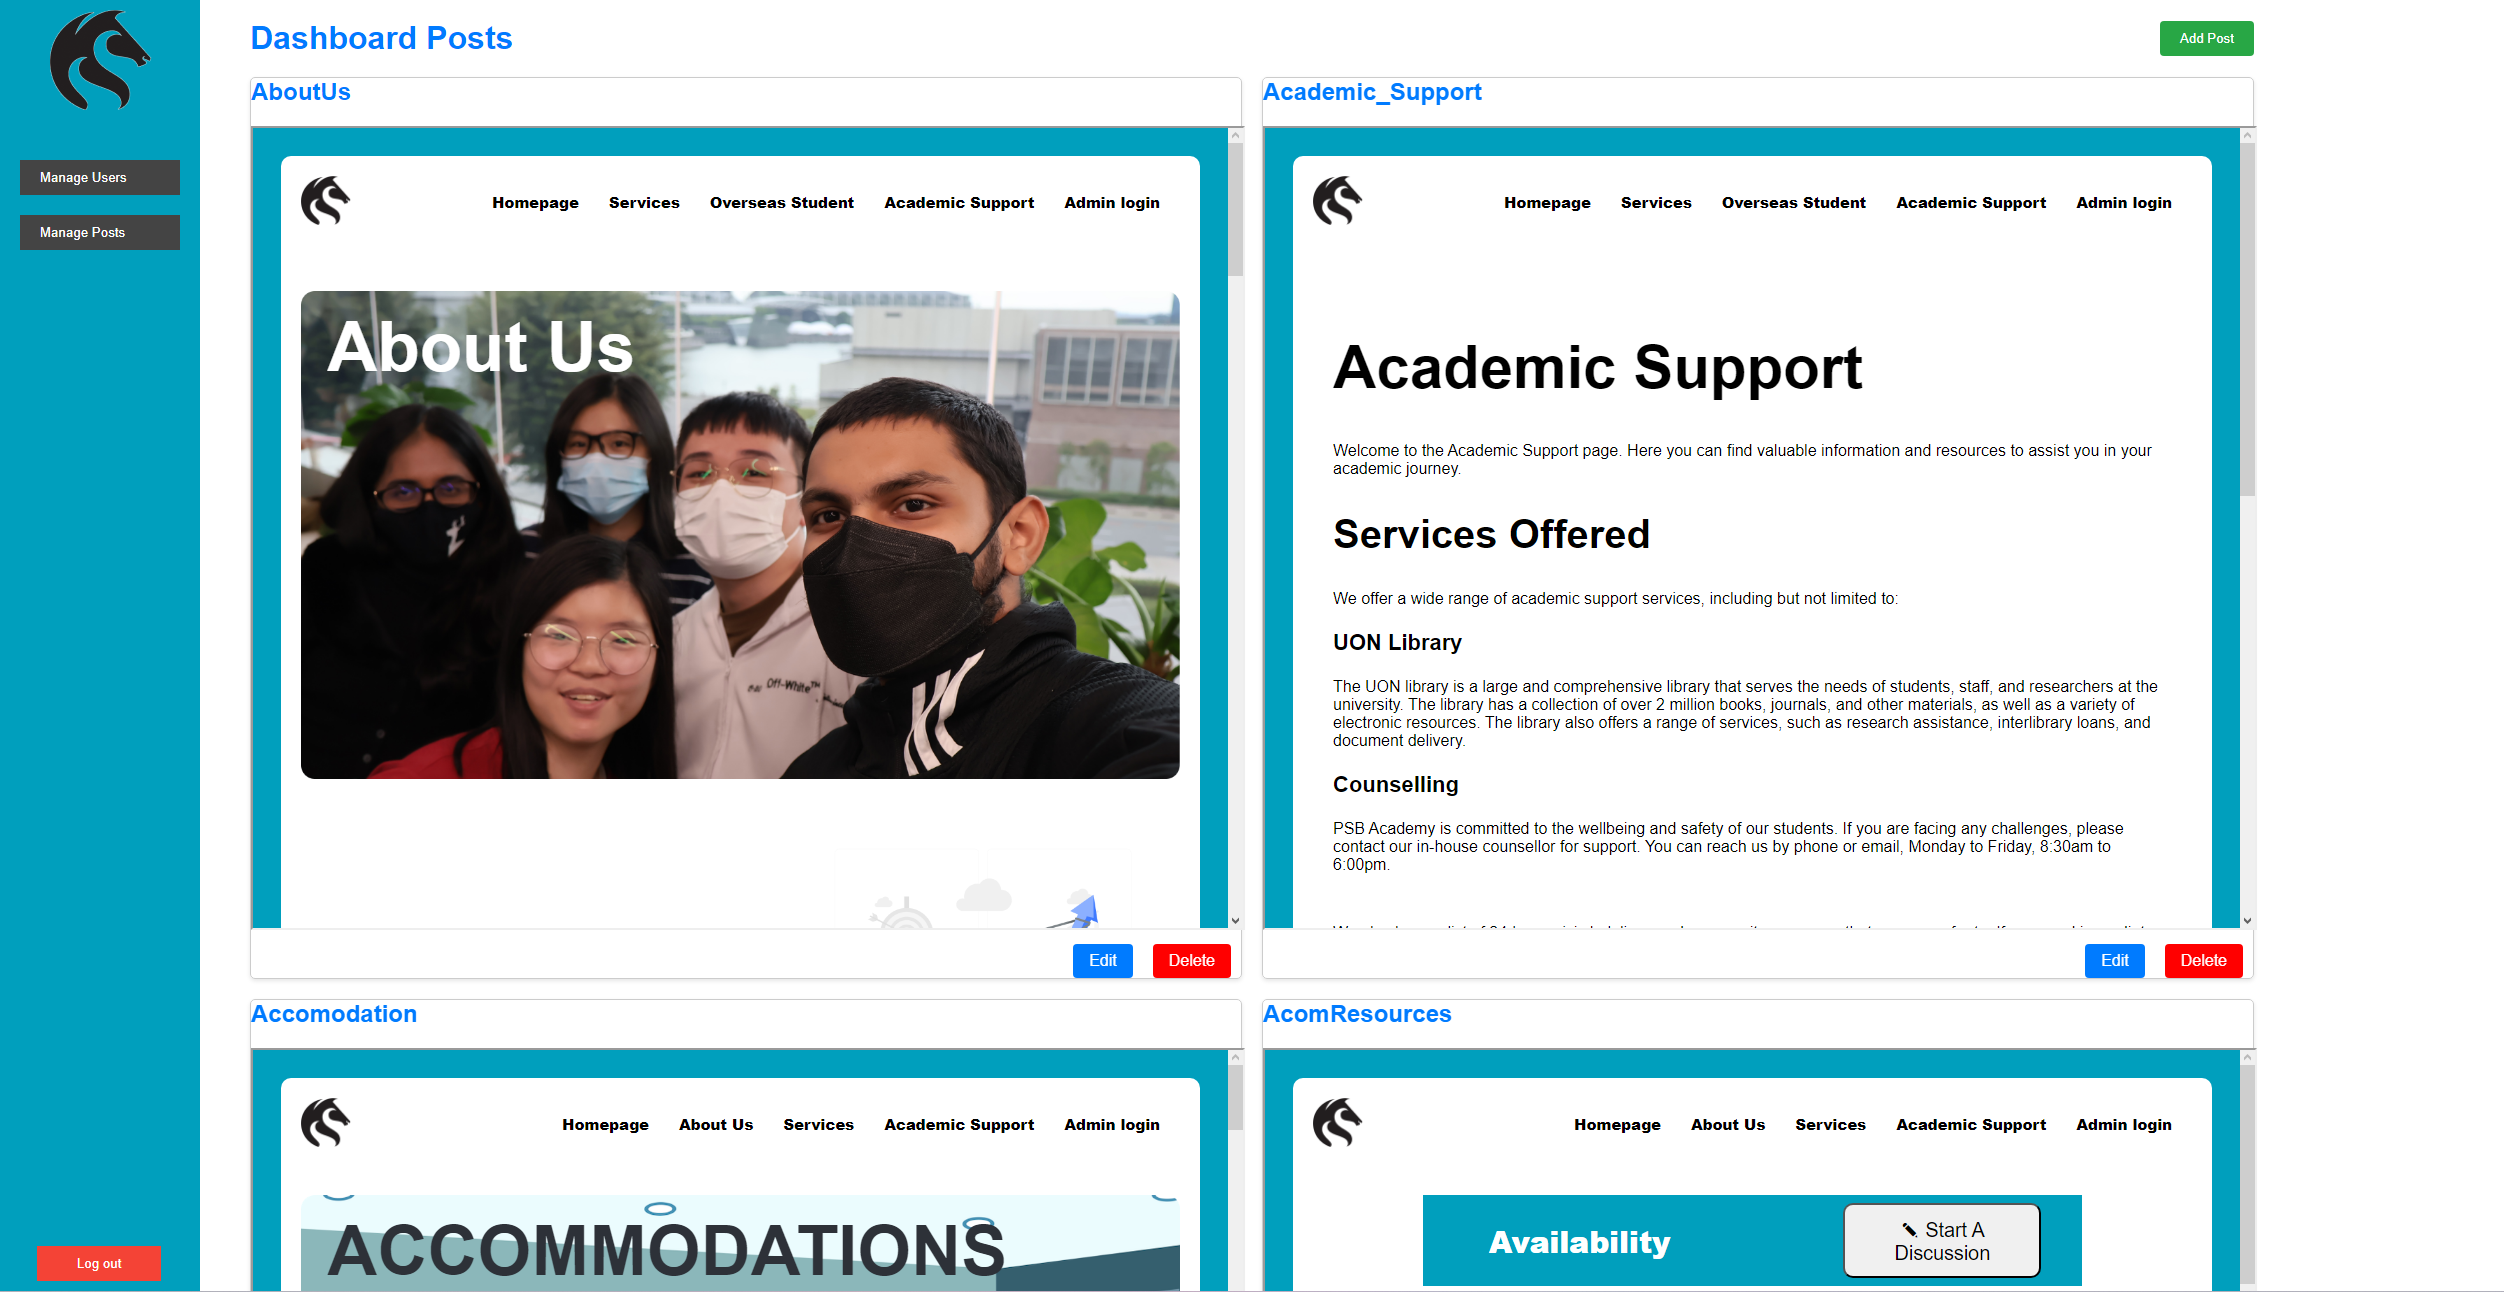 Dashboard Posts
Add Post
Manage Users
Manage Posts
Log out
AboutUs
Homepage Services Overseas Student Academic Support Admin login
About Us
Off-White™
Edit Delete
Academic_Support
Homepage Services Overseas Student Academic Support Admin login
Academic Support
Welcome to the Academic Support page. Here you can find valuable information and resources to assist you in your
academic journey.
Services Offered
We offer a wide range of academic support services, including but not limited to:
UON Library
The UON library is a large and comprehensive library that serves the needs of students, staff, and researchers at the
university. The library has a collection of over 2 million books, journals, and other materials, as well as a variety of
electronic resources. The library also offers a range of services, such as research assistance, interlibrary loans, and
document delivery.
Counselling
PSB Academy is committed to the wellbeing and safety of our students. If you are facing any challenges, please
contact our in-house counsellor for support. You can reach us by phone or email, Monday to Friday, 8:30am to
6:00pm.
Edit Delete
Accomodation
Homepage About Us Services Academic Support Admin login
ACCOMMODATIONS
AcomResources
Homepage About Us Services Academic Support Admin login
Availability
Start A
Discussion